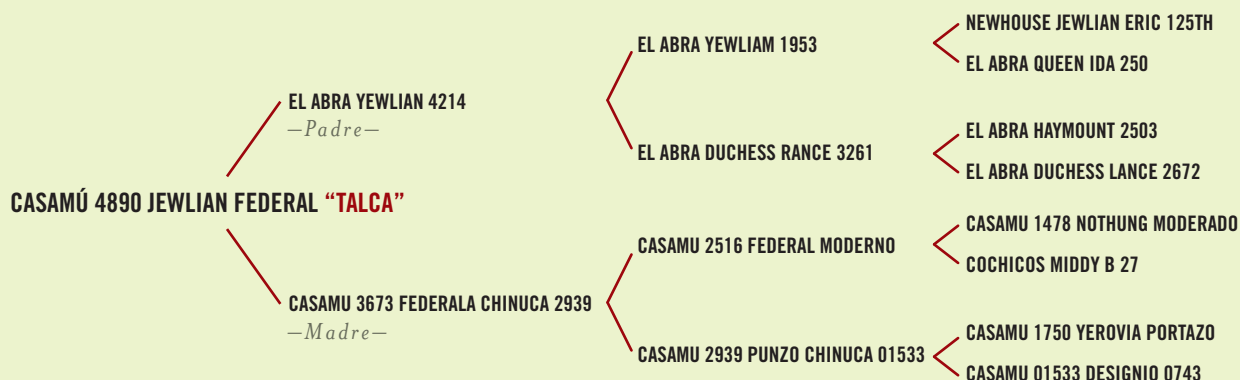 NEWHOUSE JEWLIAN ERIC 125TH
EL ABRA YEWLIAM 1953
EL ABRA QUEEN IDA 250
EL ABRA YEWLIAN 4214
—Padre—
EL ABRA HAYMOUNT 2503
EL ABRA DUCHESS RANCE 3261
EL ABRA DUCHESS LANCE 2672
CASAMÚ 4890 JEWLIAN FEDERAL “TALCA”
CASAMU 1478 NOTHUNG MODERADO
CASAMU 2516 FEDERAL MODERNO
COCHICOS MIDDY B 27
CASAMU 3673 FEDERALA CHINUCA 2939
—Madre—
CASAMU 1750 YEROVIA PORTAZO
CASAMU 2939 PUNZO CHINUCA 01533
CASAMU 01533 DESIGNIO 0743